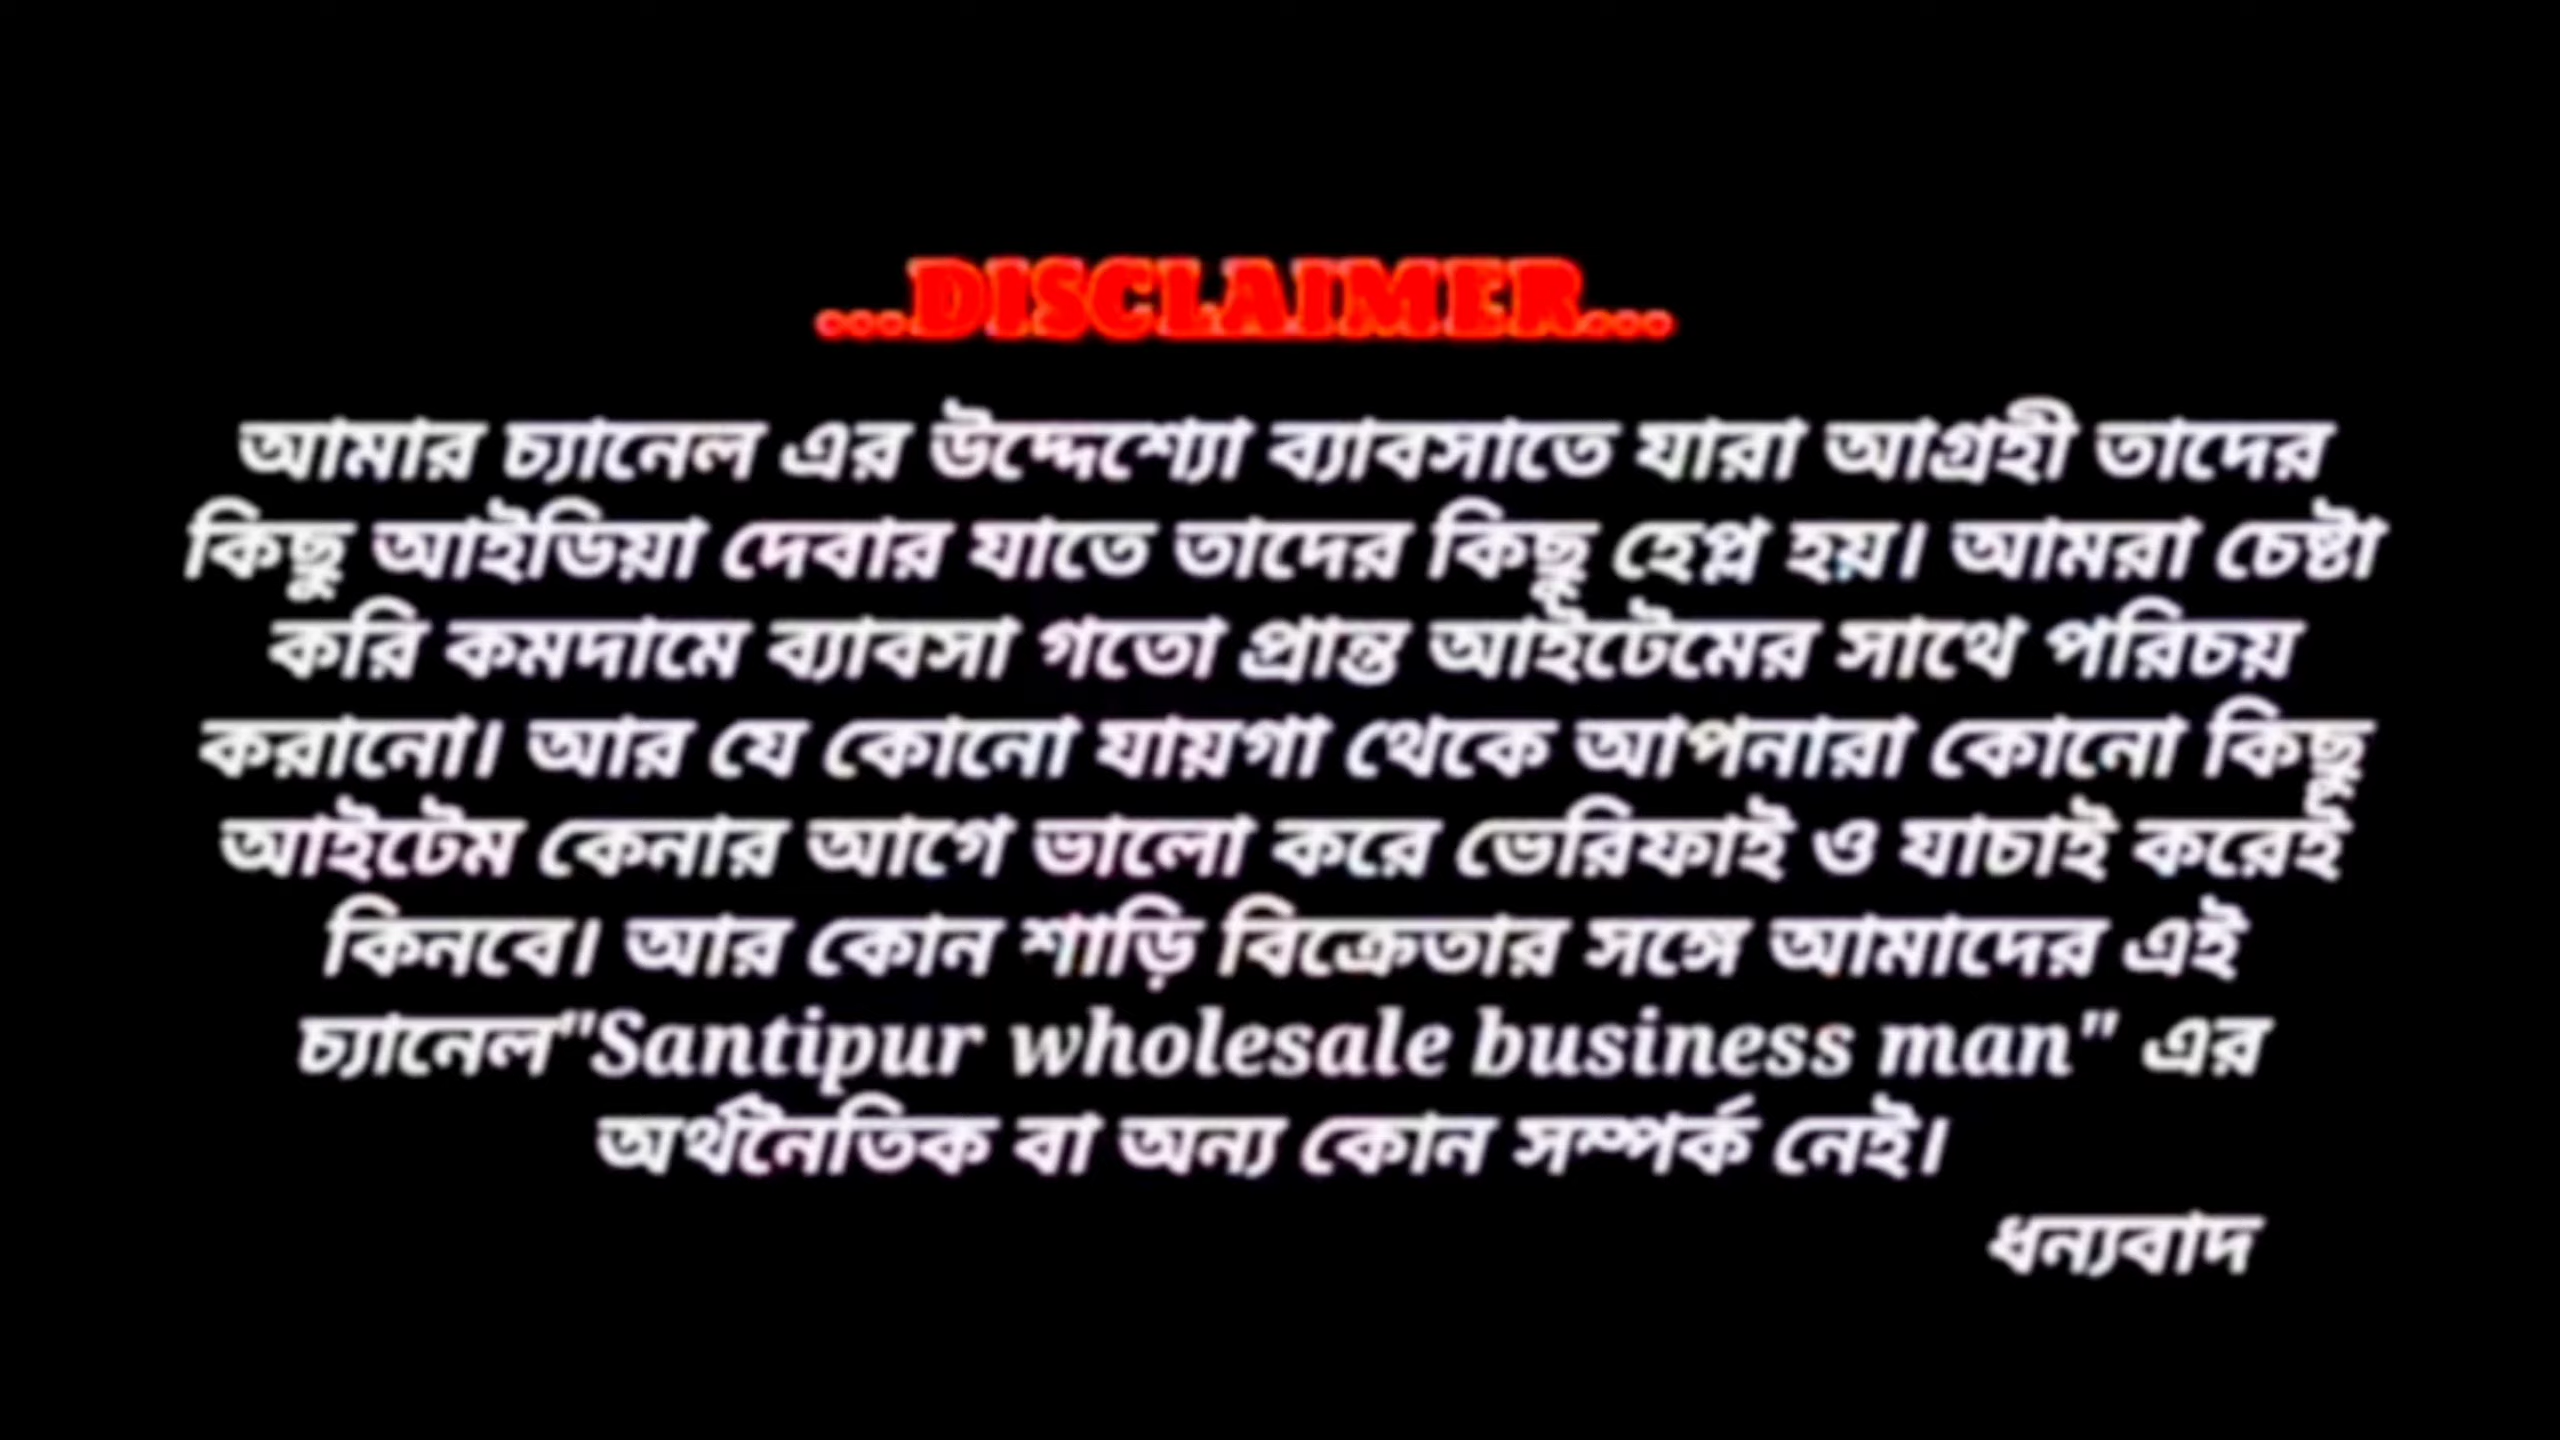 ...DISCLAIMER...
আমার চ্যানেল এর উদ্দেশ্যো ব্যাবসাতে যারা আগ্রহী তাদের
কিছু আইডিয়া দেবার যাতে তাদের কিছু হেপ্ল হয়। আমরা চেষ্টা
করি কমদামে ব্যাবসা গতো প্রান্ত আইটেমের সাথে পরিচয়
করানো। আর যে কোনো যায়গা থেকে আপনারা কোনো কিছু
আইটেম কেনার আগে ভালো করে ভেরিফাই ও যাচাই করেই
কিনবে। আর কোন শাড়ি বিক্রেতার সঙ্গে আমাদের এই
চ্যানেল"Santipur wholesale business man" এর
অর্থনৈতিক বা অন্য কোন সম্পর্ক নেই।
ধন্যবাদ